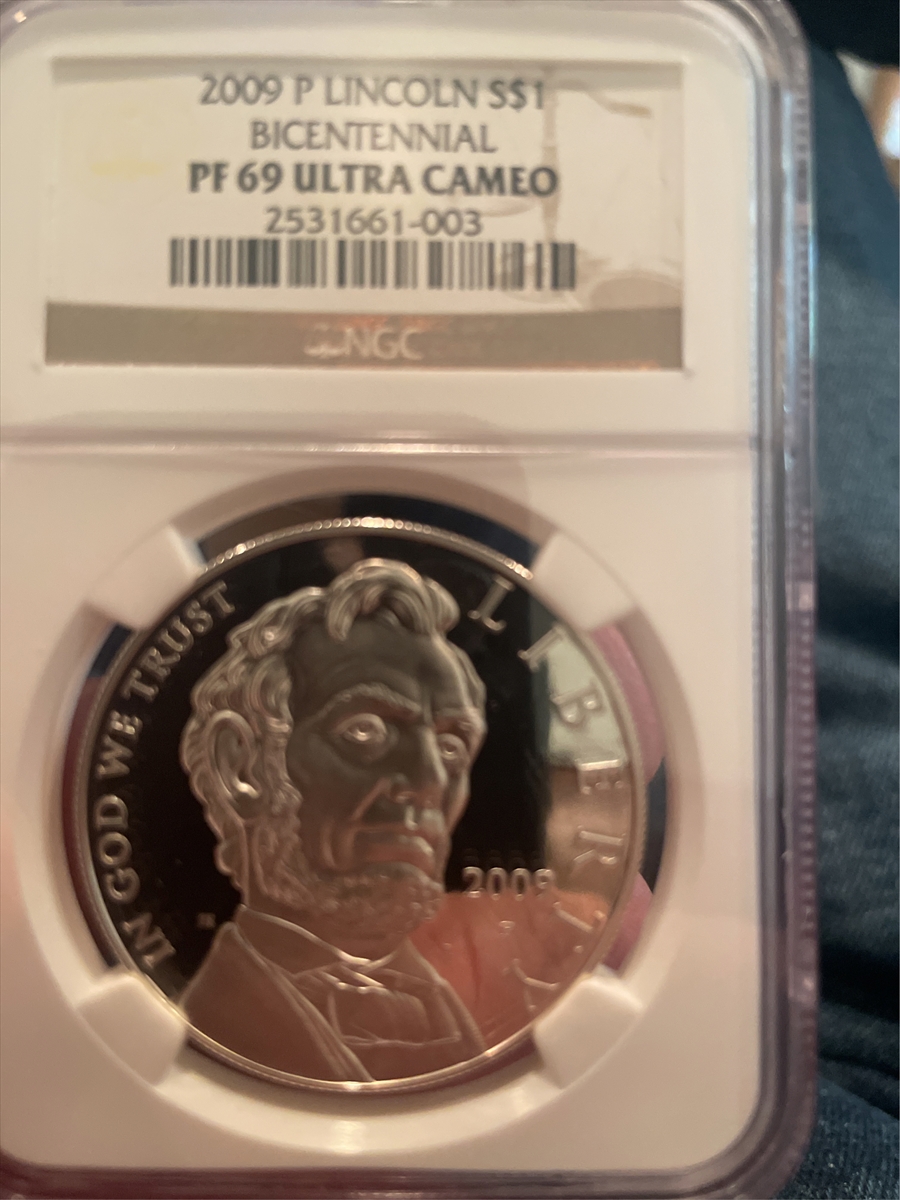 2009 P LINCOLN S$1
BICENTENNIAL
PF 69 ULTRA CAMEO
2531661-003
NGC
IN GOD WE TRUST
LIBERTY
2009
P